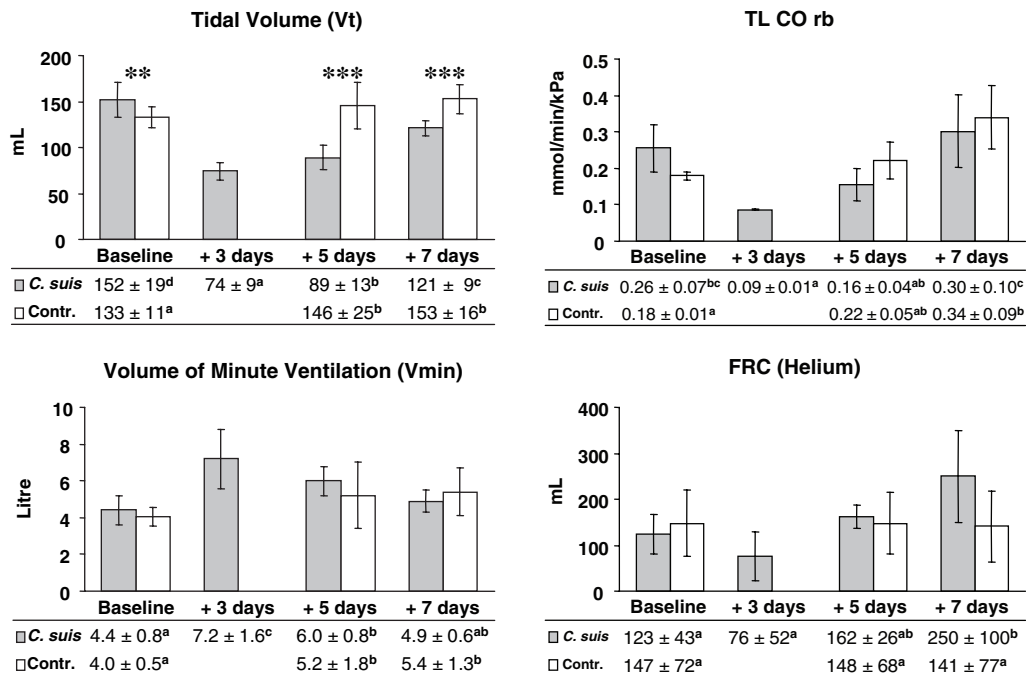 Tidal Volume (Vt)
200
150
100
50
0
mL
** *** ***
Baseline + 3 days + 5 days + 7 days
C. suis 152 ± 19ᵈ 74 ± 9ᵃ 89 ± 13ᵇ 121 ± 9ᶜ
Contr. 133 ± 11ᵃ 146 ± 25ᵇ 153 ± 16ᵇ
TL CO rb
0.5
0.4
0.3
0.2
0.1
0
mmol/min/kPa
Baseline + 3 days + 5 days + 7 days
C. suis 0.26 ± 0.07ᵇᶜ 0.09 ± 0.01ᵃ 0.16 ± 0.04ᵃᵇ 0.30 ± 0.10ᶜ
Contr. 0.18 ± 0.01ᵃ 0.22 ± 0.05ᵃᵇ 0.34 ± 0.09ᵇ
Volume of Minute Ventilation (Vmin)
10
8
6
4
2
0
Litre
Baseline + 3 days + 5 days + 7 days
C. suis 4.4 ± 0.8ᵃ 7.2 ± 1.6ᶜ 6.0 ± 0.8ᵇ 4.9 ± 0.6ᵃᵇ
Contr. 4.0 ± 0.5ᵃ 5.2 ± 1.8ᵇ 5.4 ± 1.3ᵇ
FRC (Helium)
400
300
200
100
0
mL
Baseline + 3 days + 5 days + 7 days
C. suis 123 ± 43ᵃ 76 ± 52ᵃ 162 ± 26ᵃᵇ 250 ± 100ᵇ
Contr. 147 ± 72ᵃ 148 ± 68ᵃ 141 ± 77ᵃ